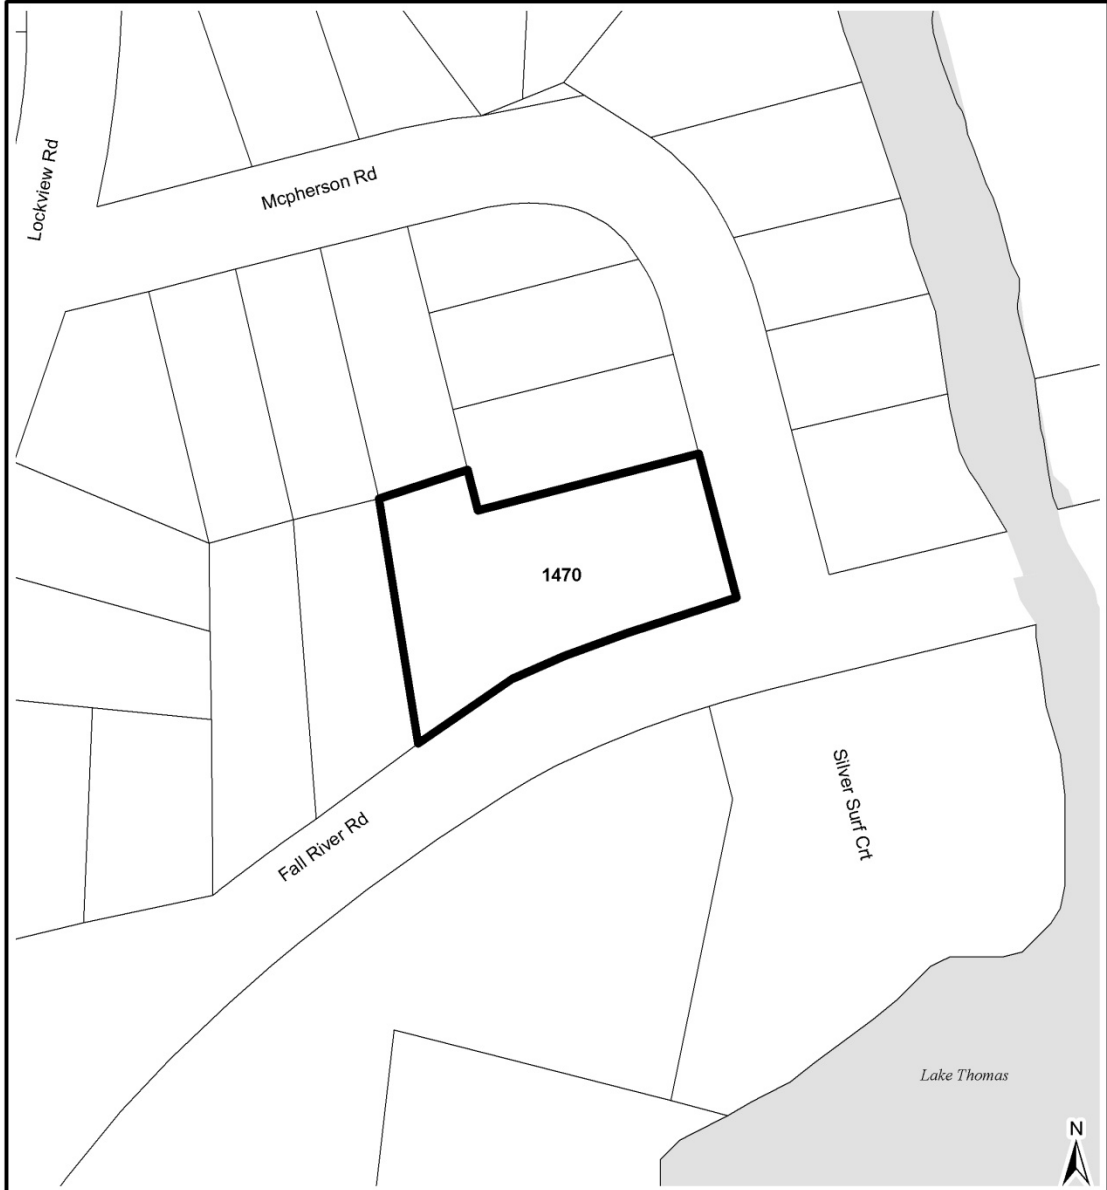 Lockview Rd
Mcpherson Rd
1470
Silver Surf Crt
Fall River Rd
Lake Thomas
N